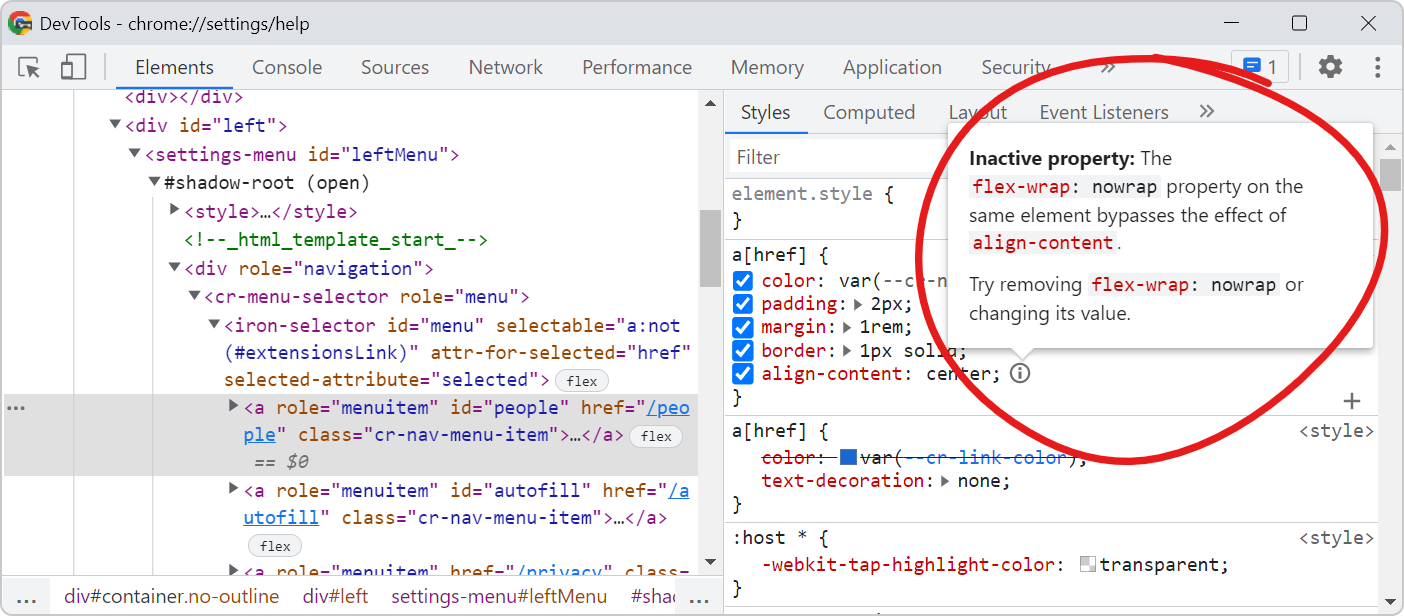 DevTools - chrome://settings/help
Elements Console Sources Network Performance Memory Application Security » 1
<div></div>
▼<div id="left">
▼<settings-menu id="leftMenu">
▼#shadow-root (open)
▶<style>…</style>
<!--_html_template_start_-->
▼<div role="navigation">
▼<cr-menu-selector role="menu">
▼<iron-selector id="menu" selectable="a:not
(#extensionsLink)" attr-for-selected="href"
selected-attribute="selected"> flex
… ▶<a role="menuitem" id="people" href="/peo
ple" class="cr-nav-menu-item">…</a> flex
== $0
▶<a role="menuitem" id="autofill" href="/a
utofill" class="cr-nav-menu-item">…</a>
flex
▶<a role="menuitem" href="/privacy" class=
… div#container.no-outline div#left settings-menu#leftMenu #shad …
Styles Computed Layout Event Listeners »
Filter
element.style {
}
a[href] {
color: var(--cr-n
padding: ▶ 2px;
margin: ▶ 1rem;
border: ▶ 1px solid;
align-content: center;
}
Inactive property: The
flex-wrap: nowrap property on the
same element bypasses the effect of
align-content.
Try removing flex-wrap: nowrap or
changing its value.
a[href] { <style>
color: var(--cr-link-color);
text-decoration: ▶ none;
}
:host * { <style>
-webkit-tap-highlight-color: transparent;
}